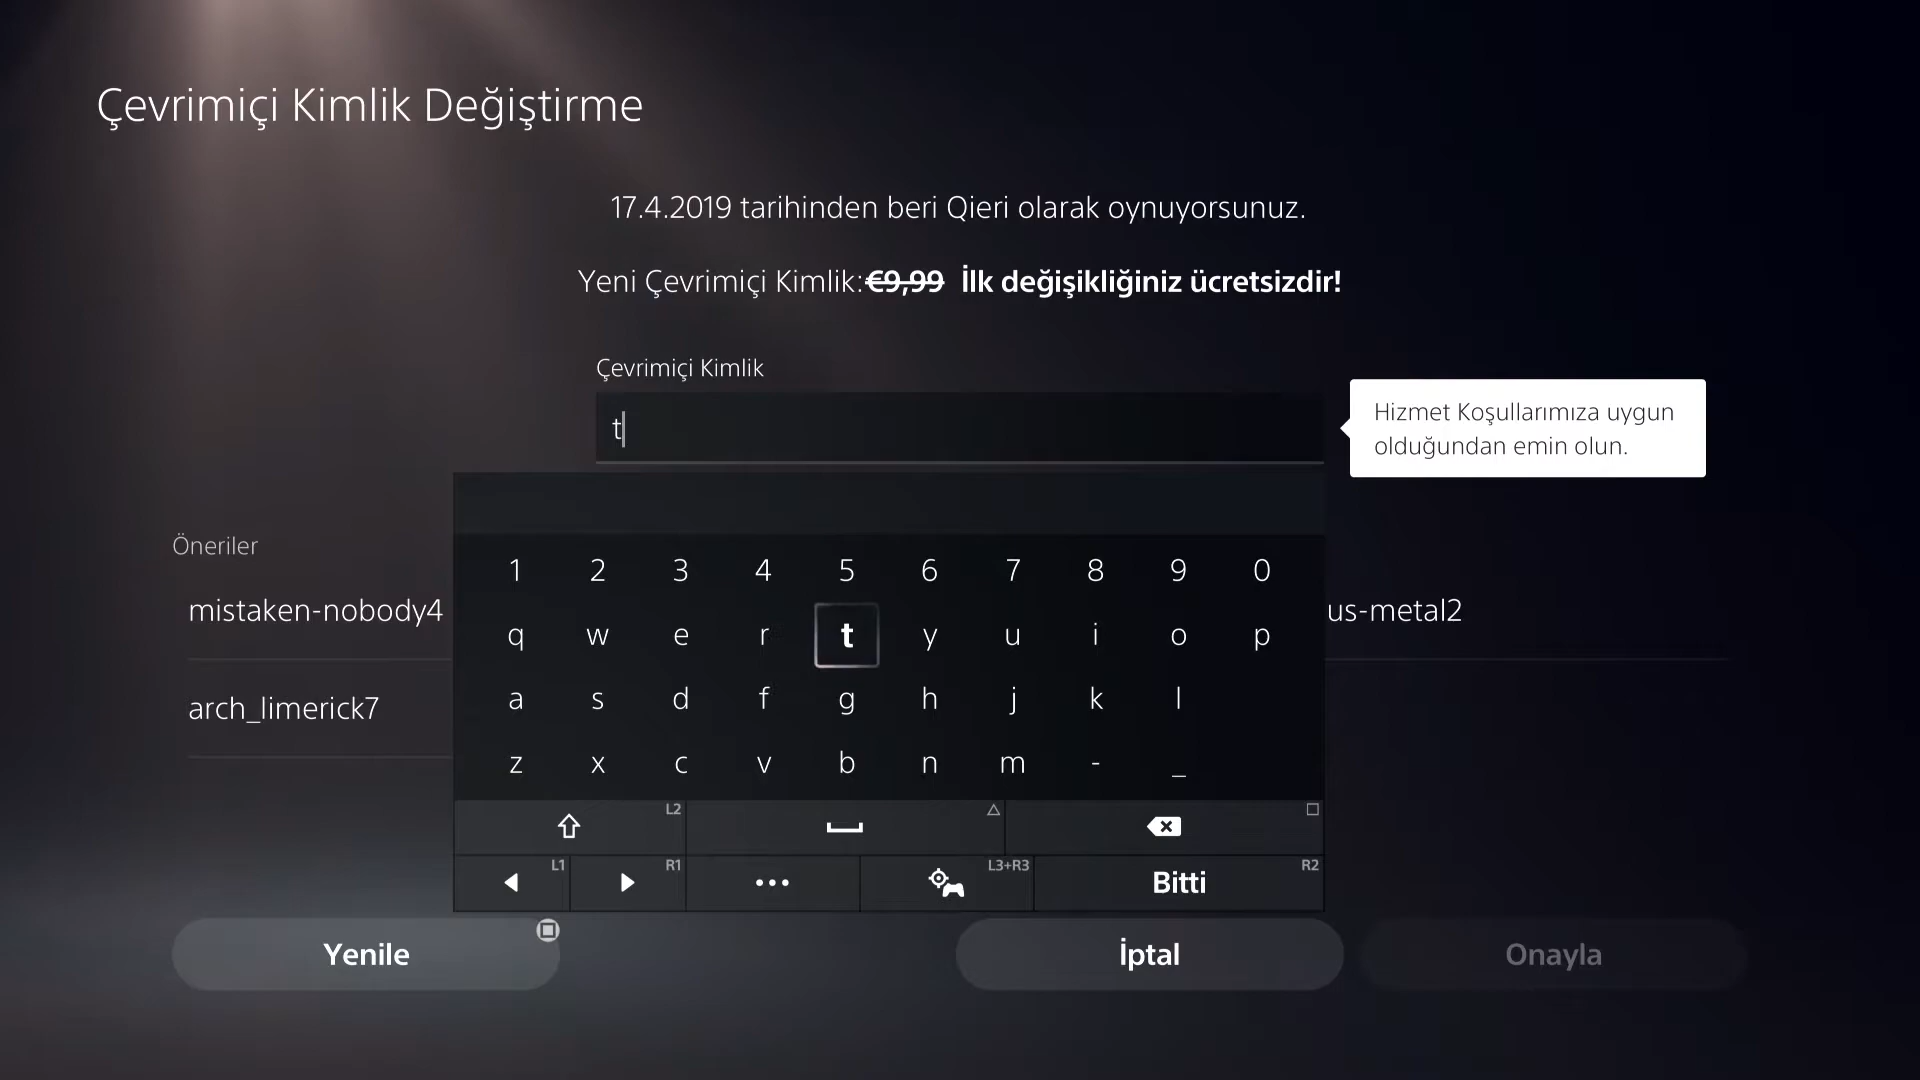 Çevrimiçi Kimlik Değiştirme
17.4.2019 tarihinden beri Qieri olarak oynuyorsunuz.
Yeni Çevrimiçi Kimlik: €9,99 İlk değişikliğiniz ücretsizdir!
Çevrimiçi Kimlik
t
Hizmet Koşullarımıza uygun
olduğundan emin olun.
Öneriler
mistaken-nobody4
us-metal2
arch_limerick7
1 2 3 4 5 6 7 8 9 0
q w e r t y u i o p
a s d f g h j k l
z x c v b n m - _
L2
L1 R1 ... L3+R3 Bitti R2
Yenile İptal Onayla